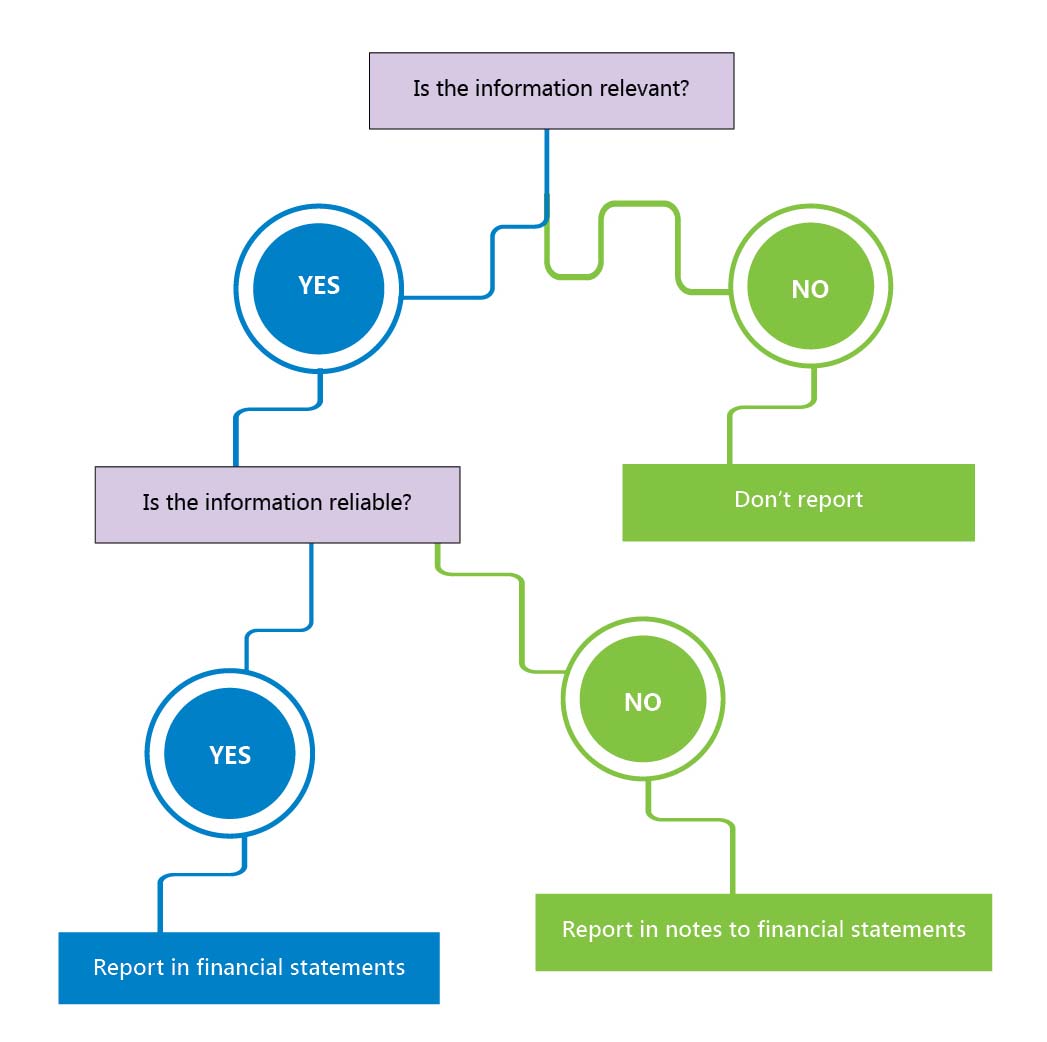 Is the information relevant?
YES
NO
Is the information reliable?
Don’t report
YES
NO
Report in notes to financial statements
Report in financial statements